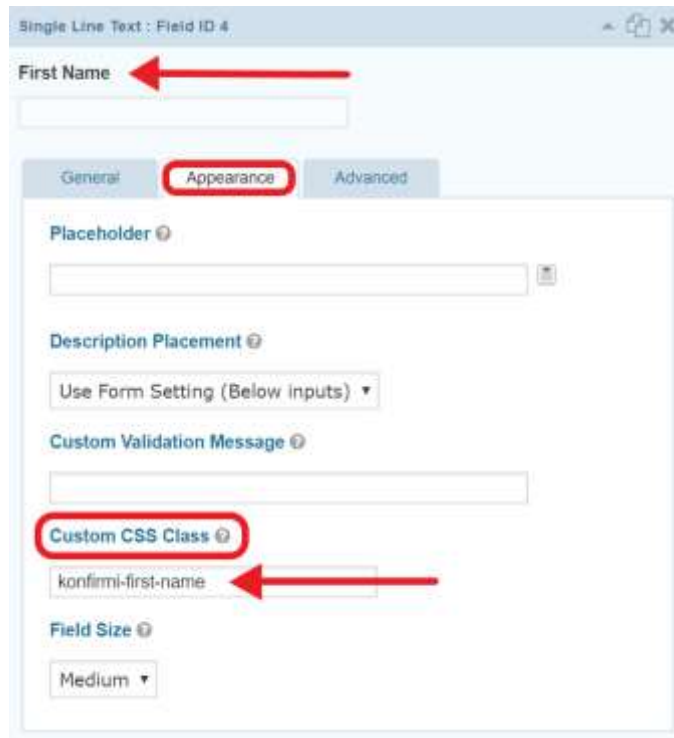 Single Line Text : Field ID 4
First Name
General Appearance Advanced
Placeholder
Description Placement
Use Form Setting (Below inputs)
Custom Validation Message
Custom CSS Class
konfirmi-first-name
Field Size
Medium